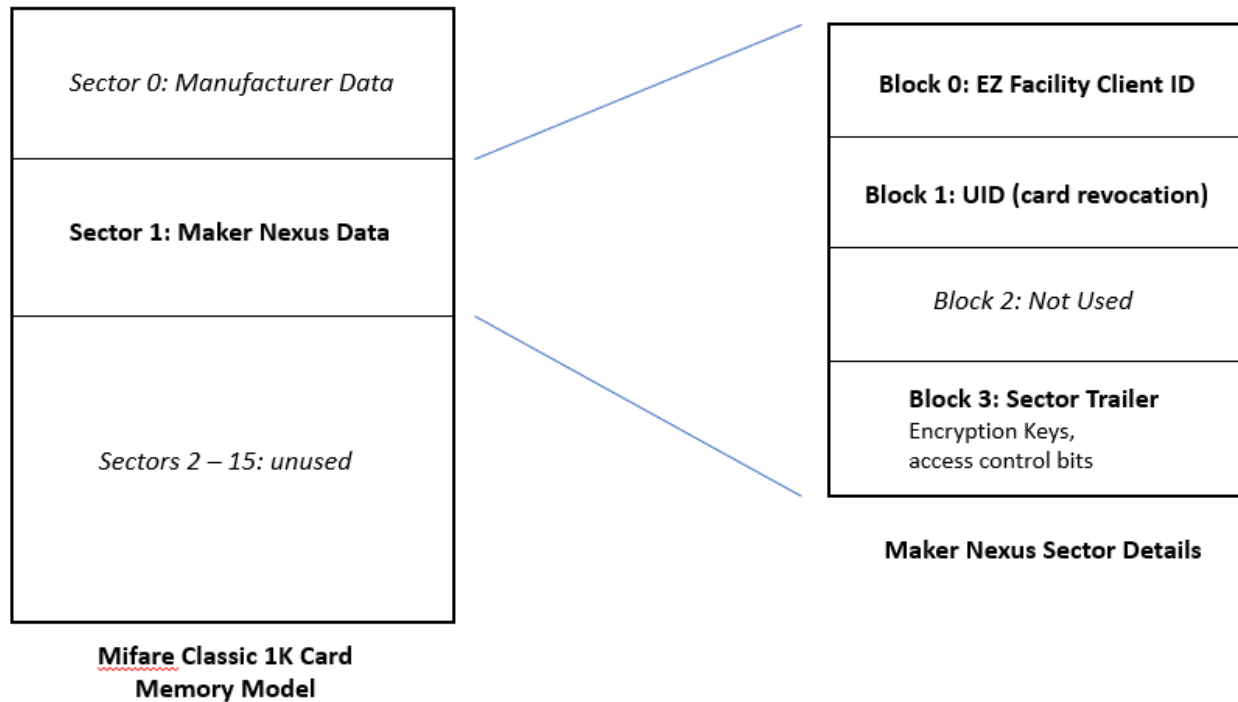 Sector 0: Manufacturer Data
Sector 1: Maker Nexus Data
Sectors 2 – 15: unused
Mifare Classic 1K Card
Memory Model
Block 0: EZ Facility Client ID
Block 1: UID (card revocation)
Block 2: Not Used
Block 3: Sector Trailer
Encryption Keys,
access control bits
Maker Nexus Sector Details